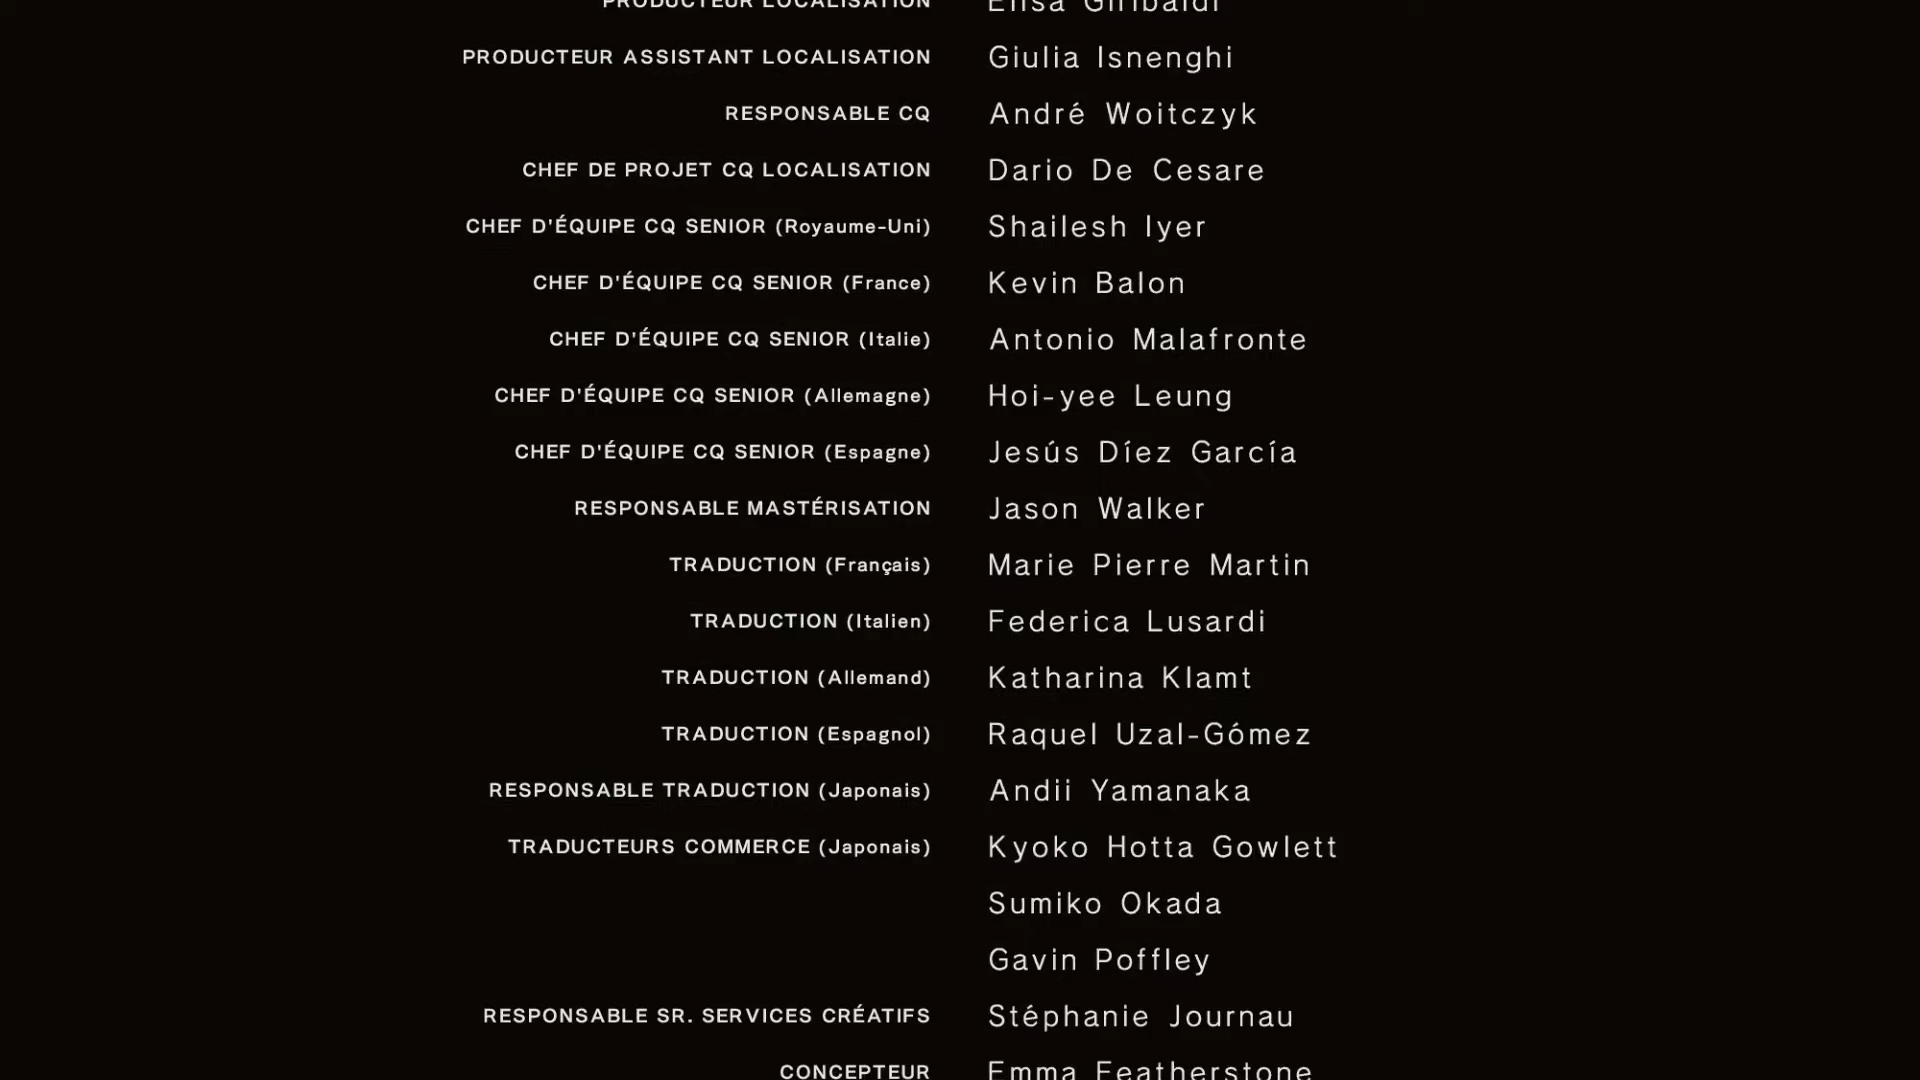 PRODUCTEUR LOCALISATION Elisa Giribaldi
PRODUCTEUR ASSISTANT LOCALISATION Giulia Isnenghi
RESPONSABLE CQ André Woitczyk
CHEF DE PROJET CQ LOCALISATION Dario De Cesare
CHEF D'ÉQUIPE CQ SENIOR (Royaume-Uni) Shailesh Iyer
CHEF D'ÉQUIPE CQ SENIOR (France) Kevin Balon
CHEF D'ÉQUIPE CQ SENIOR (Italie) Antonio Malafronte
CHEF D'ÉQUIPE CQ SENIOR (Allemagne) Hoi-yee Leung
CHEF D'ÉQUIPE CQ SENIOR (Espagne) Jesús Díez García
RESPONSABLE MASTÉRISATION Jason Walker
TRADUCTION (Français) Marie Pierre Martin
TRADUCTION (Italien) Federica Lusardi
TRADUCTION (Allemand) Katharina Klamt
TRADUCTION (Espagnol) Raquel Uzal-Gómez
RESPONSABLE TRADUCTION (Japonais) Andii Yamanaka
TRADUCTEURS COMMERCE (Japonais) Kyoko Hotta Gowlett
Sumiko Okada
Gavin Poffley
RESPONSABLE SR. SERVICES CRÉATIFS Stéphanie Journau
CONCEPTEUR Emma Featherstone